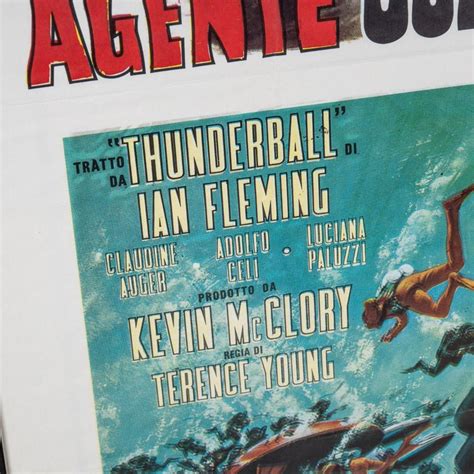 AGENTE 007
TRATTO DA "THUNDERBALL" DI
IAN FLEMING
CLAUDINE AUGER · ADOLFO CELI · LUCIANA PALUZZI
PRODOTTO DA
KEVIN McCLORY
REGIA DI
TERENCE YOUNG